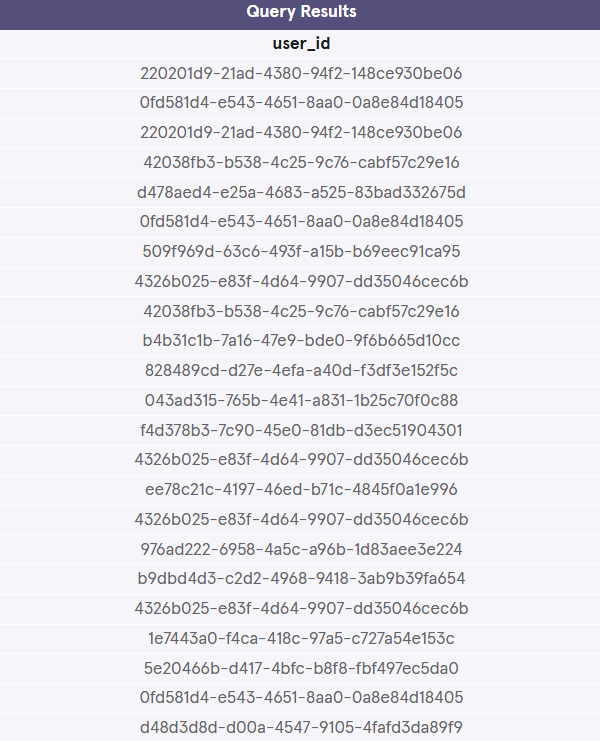 Query Results
user_id
220201d9-21ad-4380-94f2-148ce930be06
0fd581d4-e543-4651-8aa0-0a8e84d18405
220201d9-21ad-4380-94f2-148ce930be06
42038fb3-b538-4c25-9c76-cabf57c29e16
d478aed4-e25a-4683-a525-83bad332675d
0fd581d4-e543-4651-8aa0-0a8e84d18405
509f969d-63c6-493f-a15b-b69eec91ca95
4326b025-e83f-4d64-9907-dd35046cec6b
42038fb3-b538-4c25-9c76-cabf57c29e16
b4b31c1b-7a16-47e9-bde0-9f6b665d10cc
828489cd-d27e-4efa-a40d-f3df3e152f5c
043ad315-765b-4e41-a831-1b25c70f0c88
f4d378b3-7c90-45e0-81db-d3ec51904301
4326b025-e83f-4d64-9907-dd35046cec6b
ee78c21c-4197-46ed-b71c-4845f0a1e996
4326b025-e83f-4d64-9907-dd35046cec6b
976ad222-6958-4a5c-a96b-1d83aee3e224
b9dbd4d3-c2d2-4968-9418-3ab9b39fa654
4326b025-e83f-4d64-9907-dd35046cec6b
1e7443a0-f4ca-418c-97a5-c727a54e153c
5e20466b-d417-4bfc-b8f8-fbf497ec5da0
0fd581d4-e543-4651-8aa0-0a8e84d18405
d48d3d8d-d00a-4547-9105-4fafd3da89f9